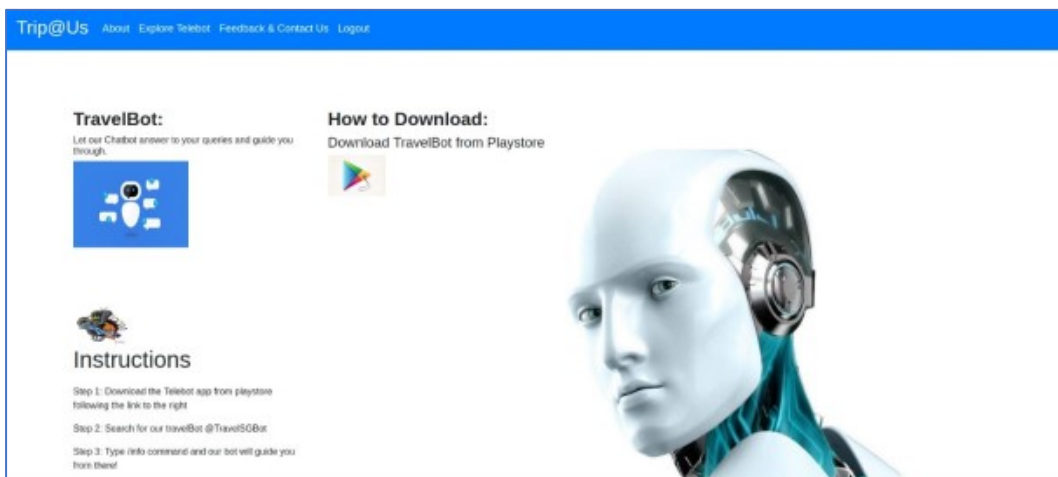 Trip@Us About Explore Telebot Feedback & Contact Us Logout
TravelBot:
Let our Chatbot answer to your queries and guide you
through.
How to Download:
Download TravelBot from Playstore
Instructions
Step 1: Download the Telebot app from playstore
following the link to the right
Step 2: Search for our travelBot @TravelSGBot
Step 3: Type /info command and our bot will guide you
from there!